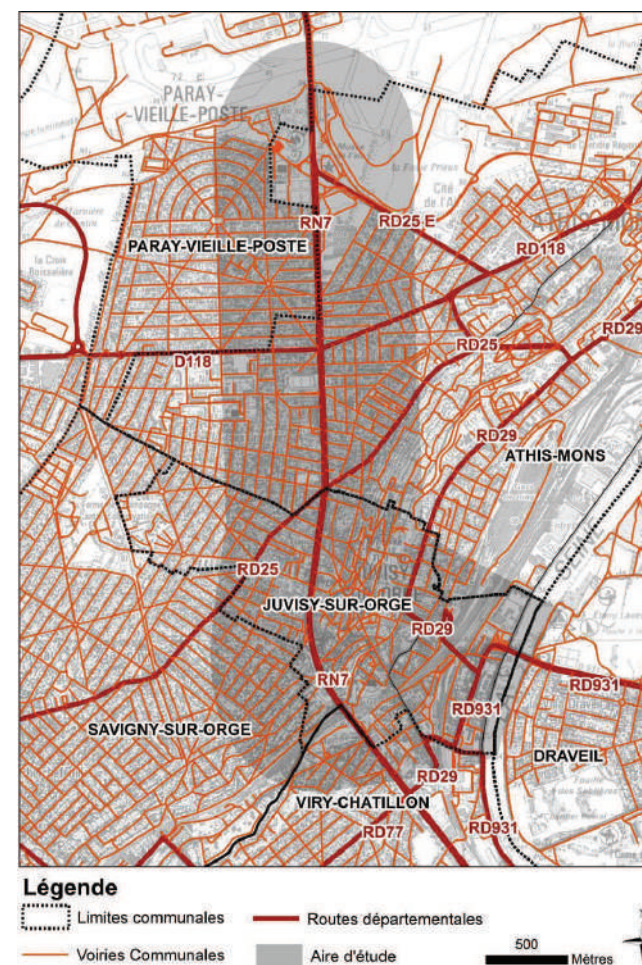 PARAY-
VIEILLE-POSTE
RN7
RD25 E
PARAY-VIEILLE-POSTE
RD118
RD29
RD25
D118
RD29
ATHIS-MONS
SEINE
RD25
JUVISY-SUR-ORGE
RD29
RN7
RD931
RD931
SAVIGNY-SUR-ORGE
DRAVEIL
RD29
VIRY-CHATILLON
RD77
RD931
Légende
Limites communales
Routes départementales
Voiries Communales
Aire d'étude
500
Mètres